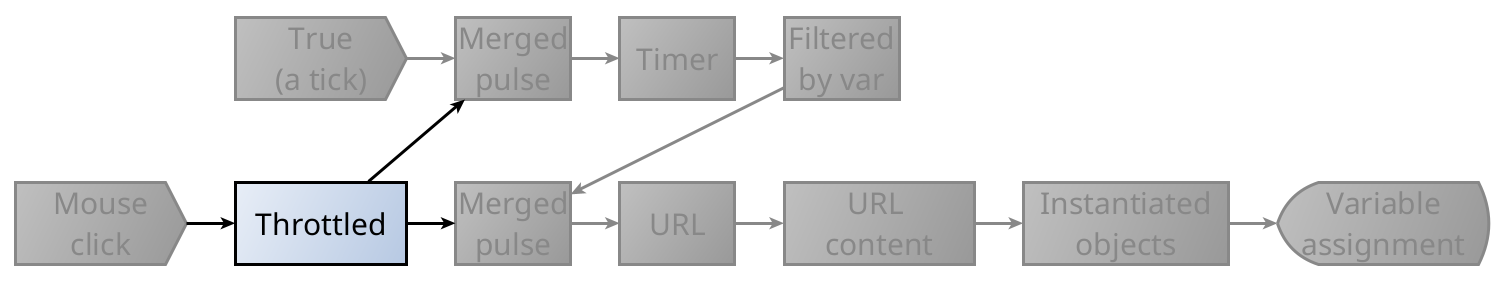 True
(a tick)
Merged
pulse
Timer
Filtered
by var
Mouse
click
Throttled
Merged
pulse
URL
URL
content
Instantiated
objects
Variable
assignment